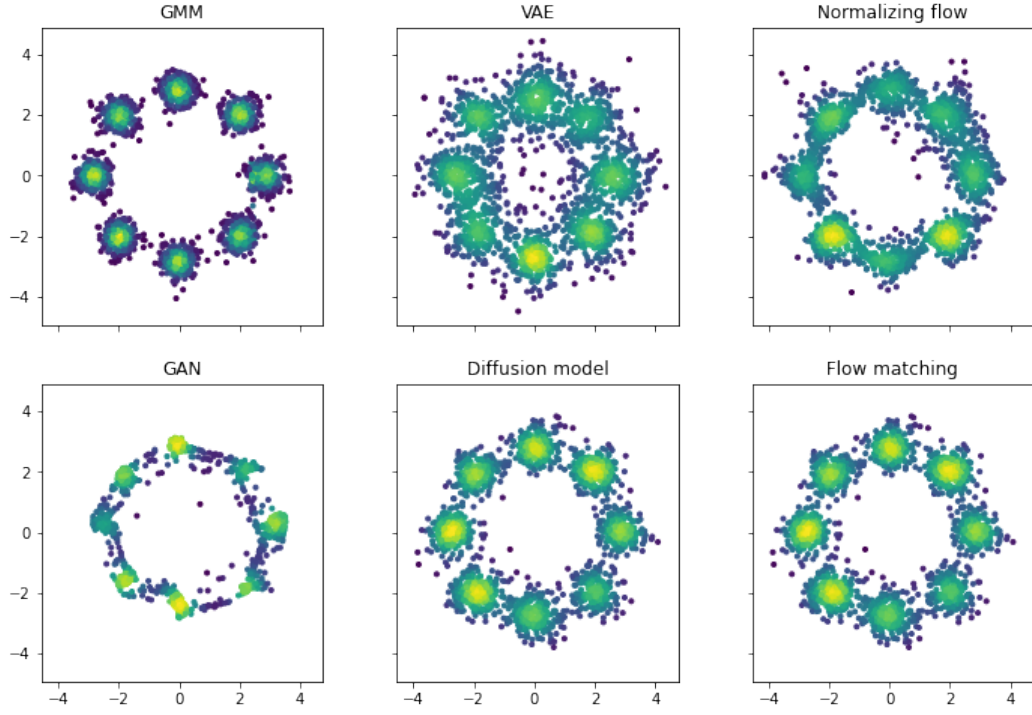 GMM
VAE
Normalizing flow
4
2
0
−2
−4
GAN
Diffusion model
Flow matching
4
2
0
−2
−4
−4 −2 0 2 4
−4 −2 0 2 4
−4 −2 0 2 4